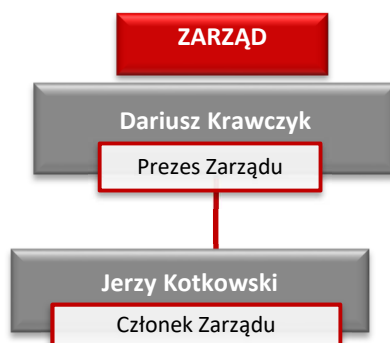 ZARZĄD
Dariusz Krawczyk
Prezes Zarządu
Jerzy Kotkowski
Członek Zarządu